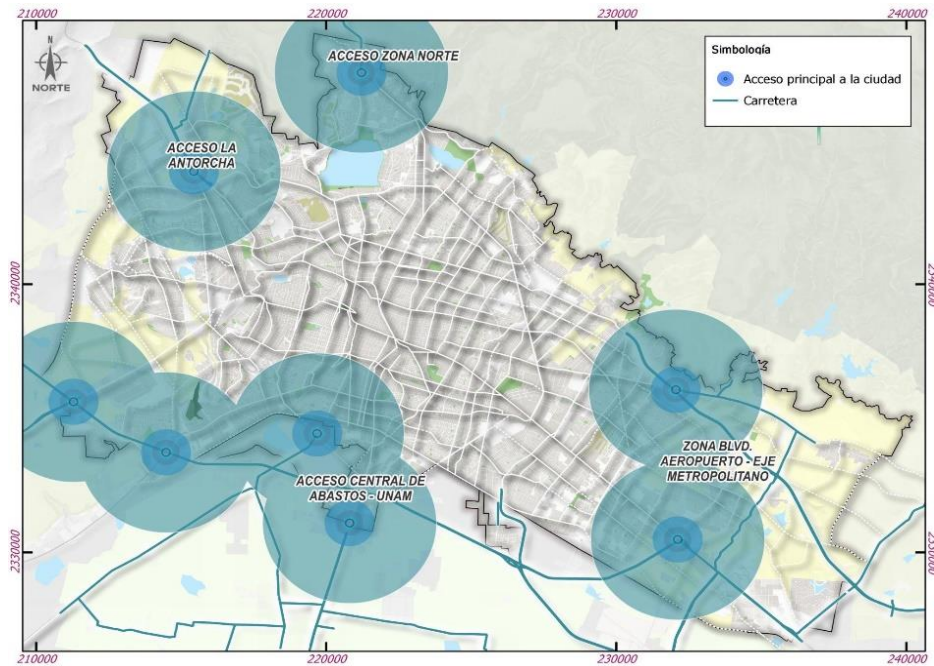 210000
220000
230000
240000
N
NORTE
ACCESO ZONA NORTE
Simbología
Acceso principal a la ciudad
Carretera
ACCESO LA
ANTORCHA
2340000
2340000
ZONA BLVD.
AEROPUERTO - EJE
METROPOLITANO
ACCESO CENTRAL DE
ABASTOS - UNAM
2330000
2330000
210000
220000
230000
240000